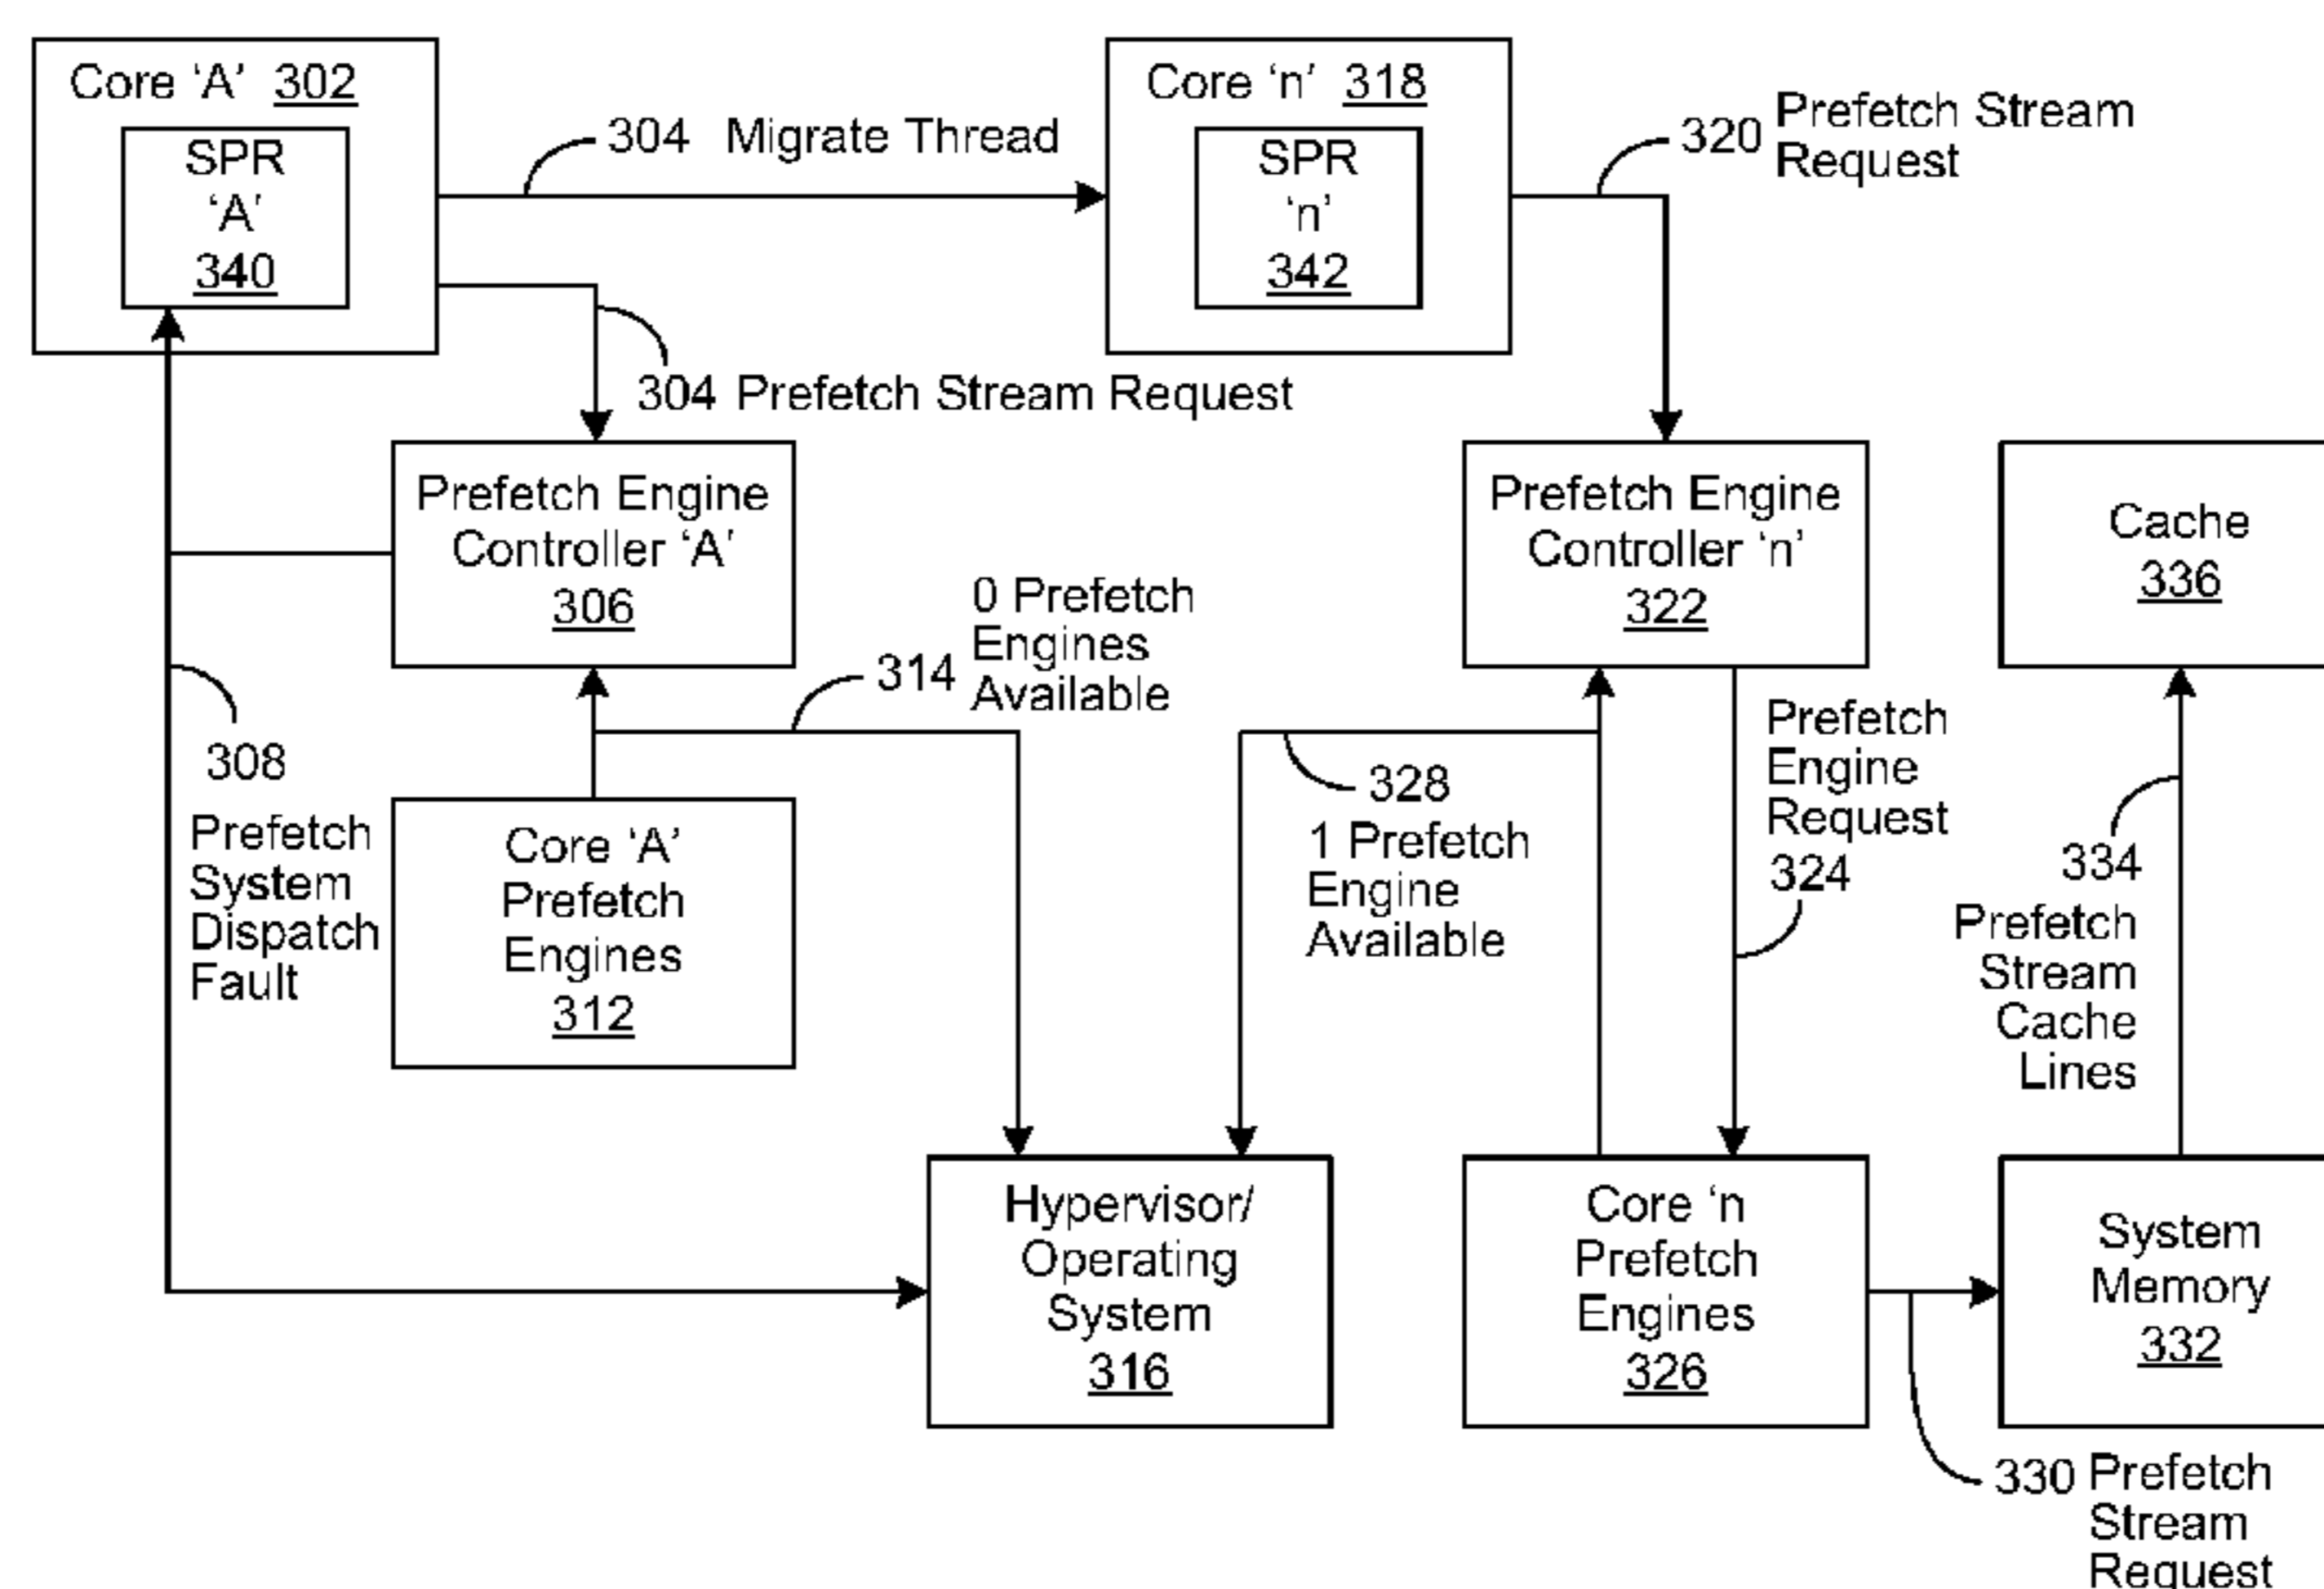 Core ‘A’ 302
SPR
‘A’
340
304 Migrate Thread
Core ‘n’ 318
SPR
‘n’
342
320 Prefetch Stream
Request
304 Prefetch Stream Request
Prefetch Engine
Controller ‘A’
306
0 Prefetch
Engines
Available
314
Prefetch Engine
Controller ‘n’
322
Cache
336
308
Prefetch
System
Dispatch
Fault
Core ‘A’
Prefetch
Engines
312
328
1 Prefetch
Engine
Available
Prefetch
Engine
Request
324
334
Prefetch
Stream
Cache
Lines
Hypervisor/
Operating
System
316
Core ‘n
Prefetch
Engines
326
System
Memory
332
330 Prefetch
Stream
Request